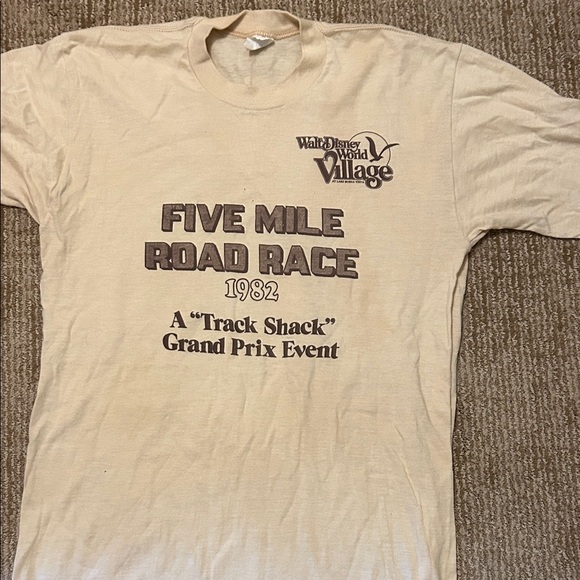 Walt Disney
World
Village
FIVE MILE
ROAD RACE
1982
A “Track Shack”
Grand Prix Event